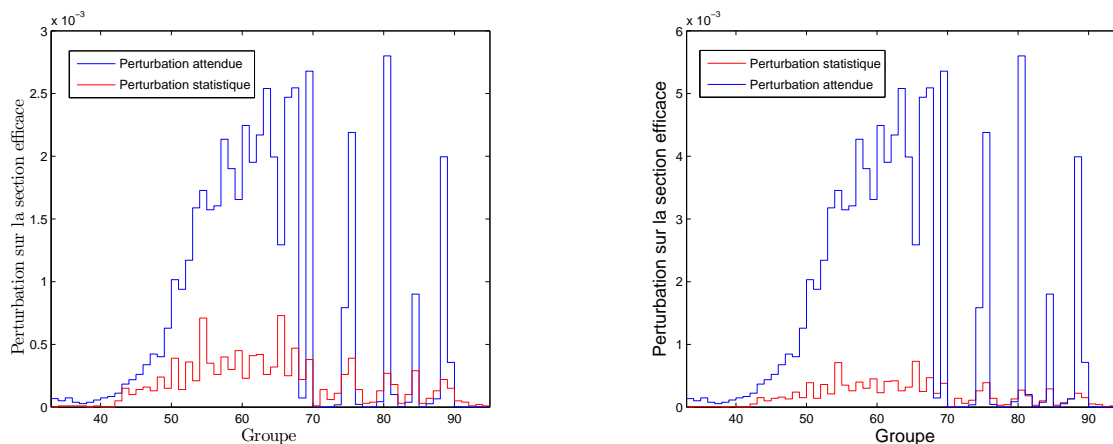 x 10⁻³
3
2.5
2
1.5
1
0.5
0
40 50 60 70 80 90
Groupe
Perturbation sur la section efficace
Perturbation attendue
Perturbation statistique
x 10⁻³
6
5
4
3
2
1
0
40 50 60 70 80 90
Groupe
Perturbation sur la section efficace
Perturbation statistique
Perturbation attendue